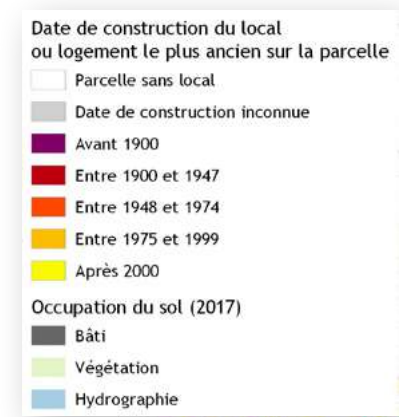 Date de construction du local
ou logement le plus ancien sur la parcelle
Parcelle sans local
Date de construction inconnue
Avant 1900
Entre 1900 et 1947
Entre 1948 et 1974
Entre 1975 et 1999
Après 2000
Occupation du sol (2017)
Bâti
Végétation
Hydrographie